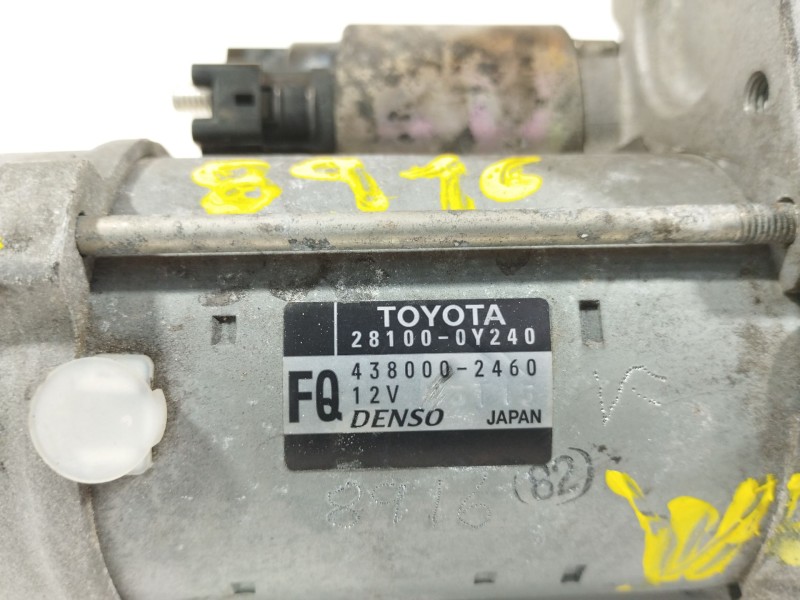 8916
TOYOTA
28100-0Y240
438000-2460
FQ
12V
DENSO JAPAN
(82)
8916